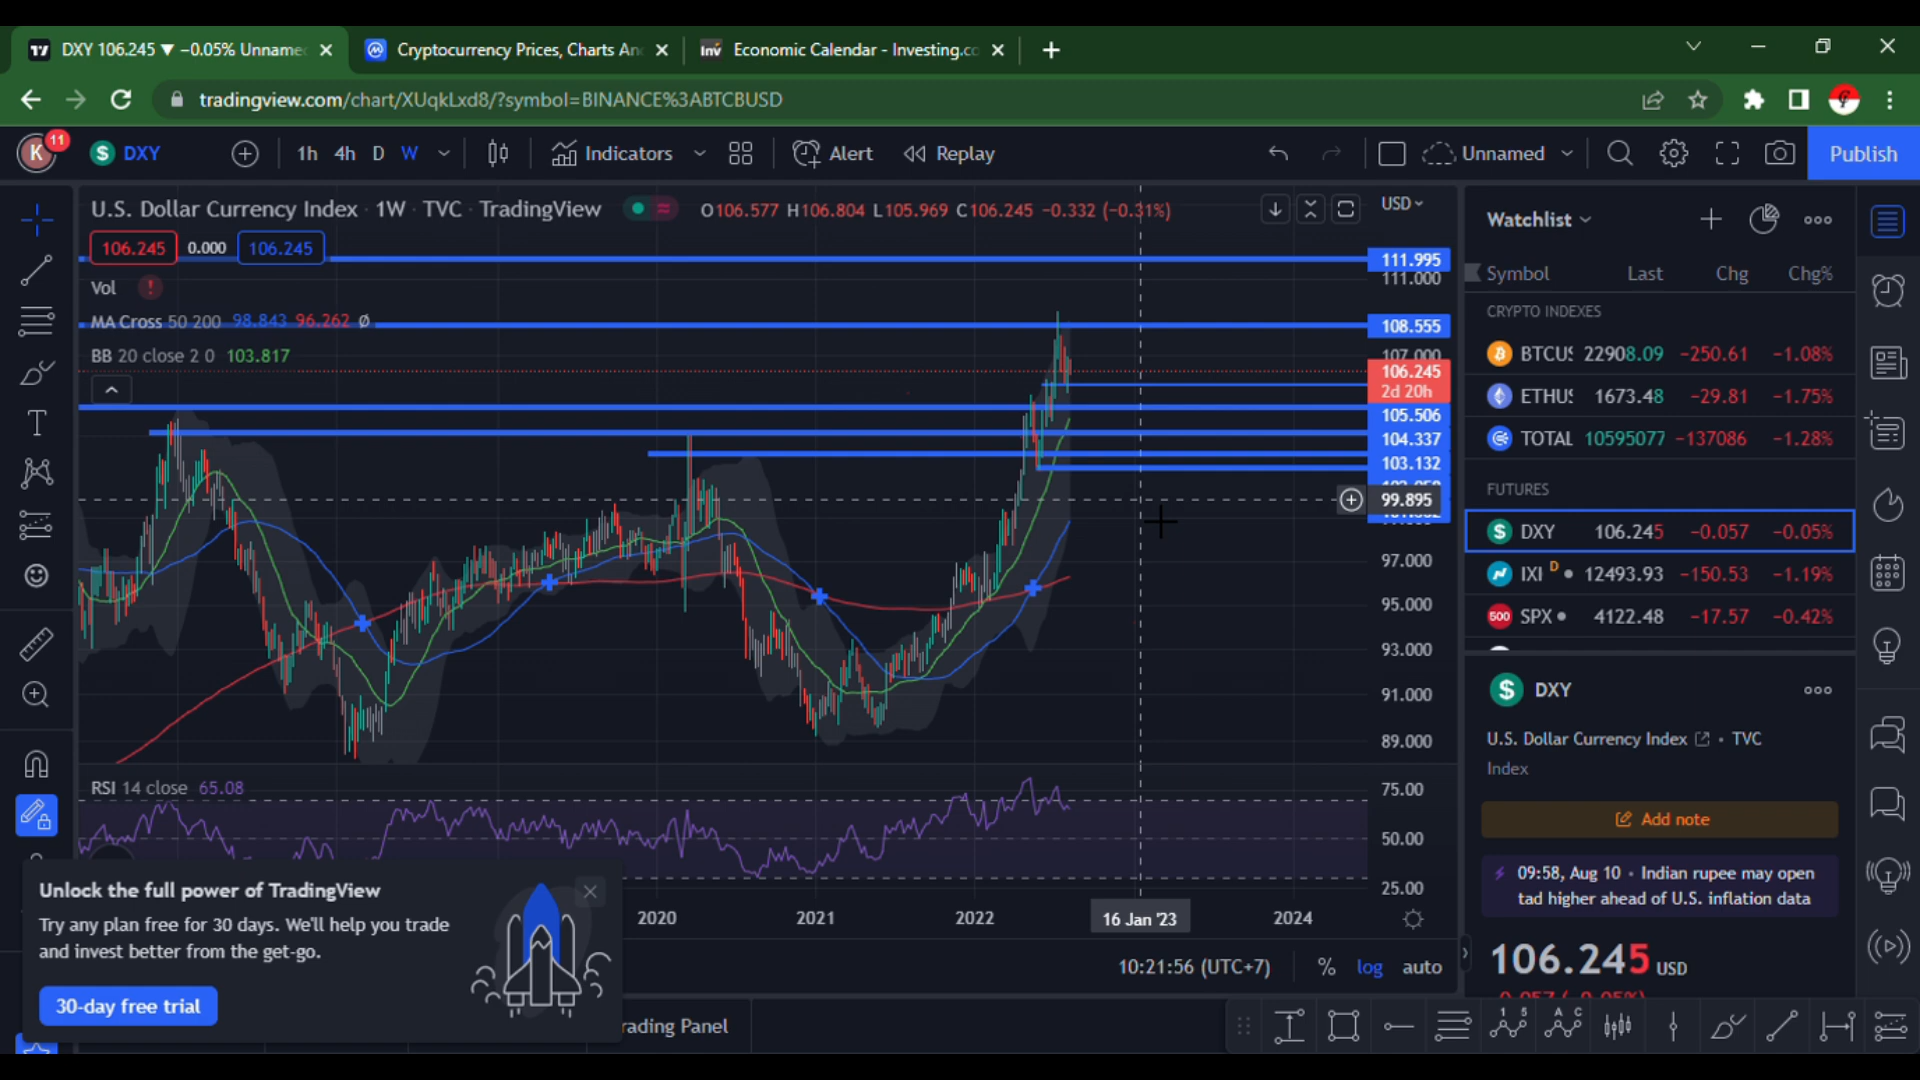 DXY 106.245 ▼ −0.05% Unname
Cryptocurrency Prices, Charts An
Inv Economic Calendar - Investing.co
tradingview.com/chart/XUqkLxd8/?symbol=BINANCE%3ABTCBUSD
K 11 DXY 1h 4h D W Indicators Alert Replay Unnamed Publish
U.S. Dollar Currency Index · 1W · TVC · TradingView O106.577 H106.804 L105.969 C106.245 −0.332 (−0.31%) USD
106.245 0.000 106.245
Vol
MA Cross 50 200 98.843 96.262 Ø
BB 20 close 2 0 103.817
111.995
111.000
108.555
107.000
106.245
2d 20h
105.506
104.337
103.132
99.895
97.000
95.000
93.000
91.000
89.000
RSI 14 close 65.08
75.00
50.00
25.00
2020 2021 2022 16 Jan '23 2024
10:21:56 (UTC+7) % log auto
rading Panel
Unlock the full power of TradingView
Try any plan free for 30 days. We'll help you trade
and invest better from the get-go.
30-day free trial
Watchlist
Symbol Last Chg Chg%
CRYPTO INDEXES
BTCUS 22908.09 −250.61 −1.08%
ETHUS 1673.48 −29.81 −1.75%
TOTAL 10595077 −137086 −1.28%
FUTURES
DXY 106.245 −0.057 −0.05%
IXI D 12493.93 −150.53 −1.19%
500 SPX 4122.48 −17.57 −0.42%
DXY
U.S. Dollar Currency Index • TVC
Index
Add note
09:58, Aug 10 • Indian rupee may open
tad higher ahead of U.S. inflation data
106.245 USD